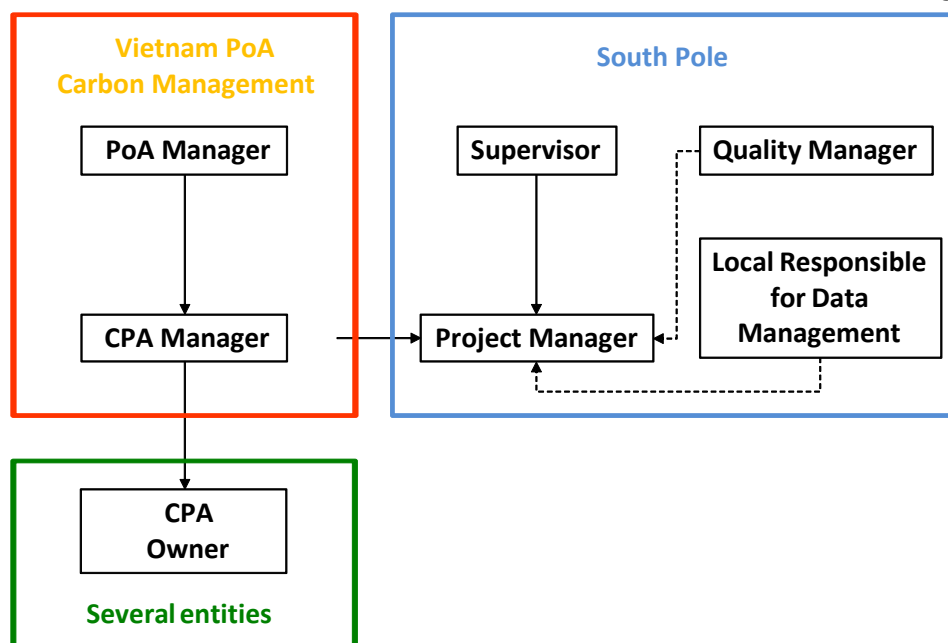 Vietnam PoA
Carbon Management
PoA Manager
CPA Manager
South Pole
Supervisor
Quality Manager
Local Responsible
for Data
Management
Project Manager
CPA
Owner
Several entities